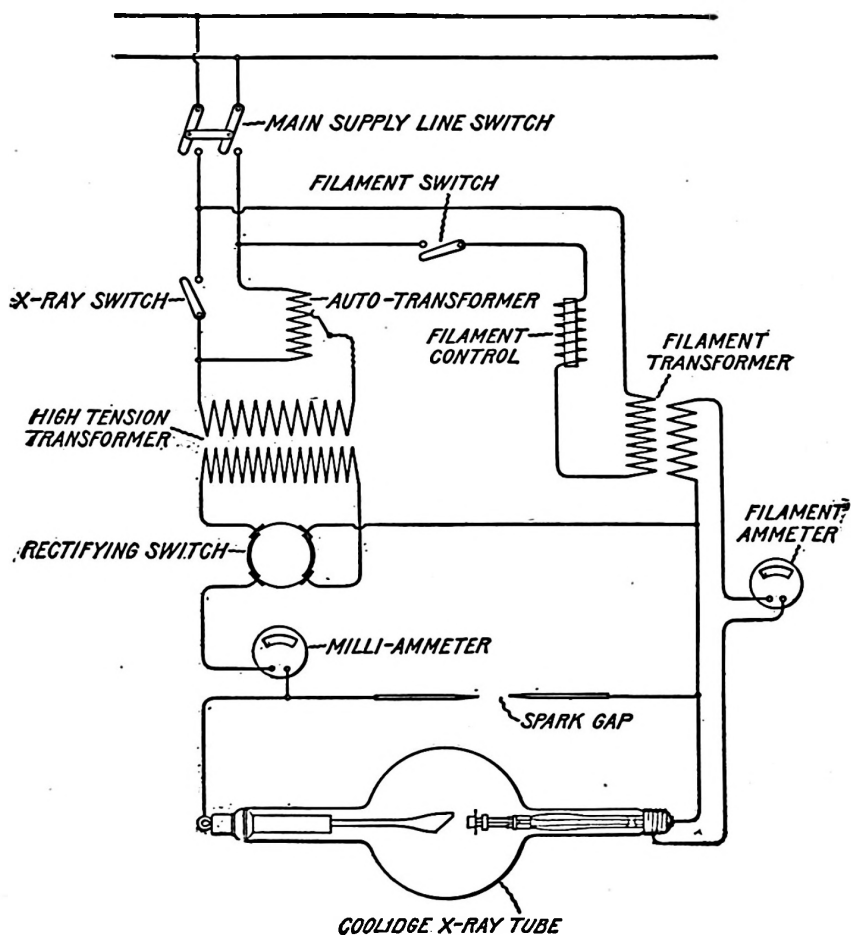 MAIN SUPPLY LINE SWITCH
FILAMENT SWITCH
X-RAY SWITCH
AUTO-TRANSFORMER
FILAMENT
CONTROL
FILAMENT
TRANSFORMER
HIGH TENSION
TRANSFORMER
FILAMENT
AMMETER
RECTIFYING SWITCH
MILLI-AMMETER
SPARK GAP
COOLIDGE X-RAY TUBE